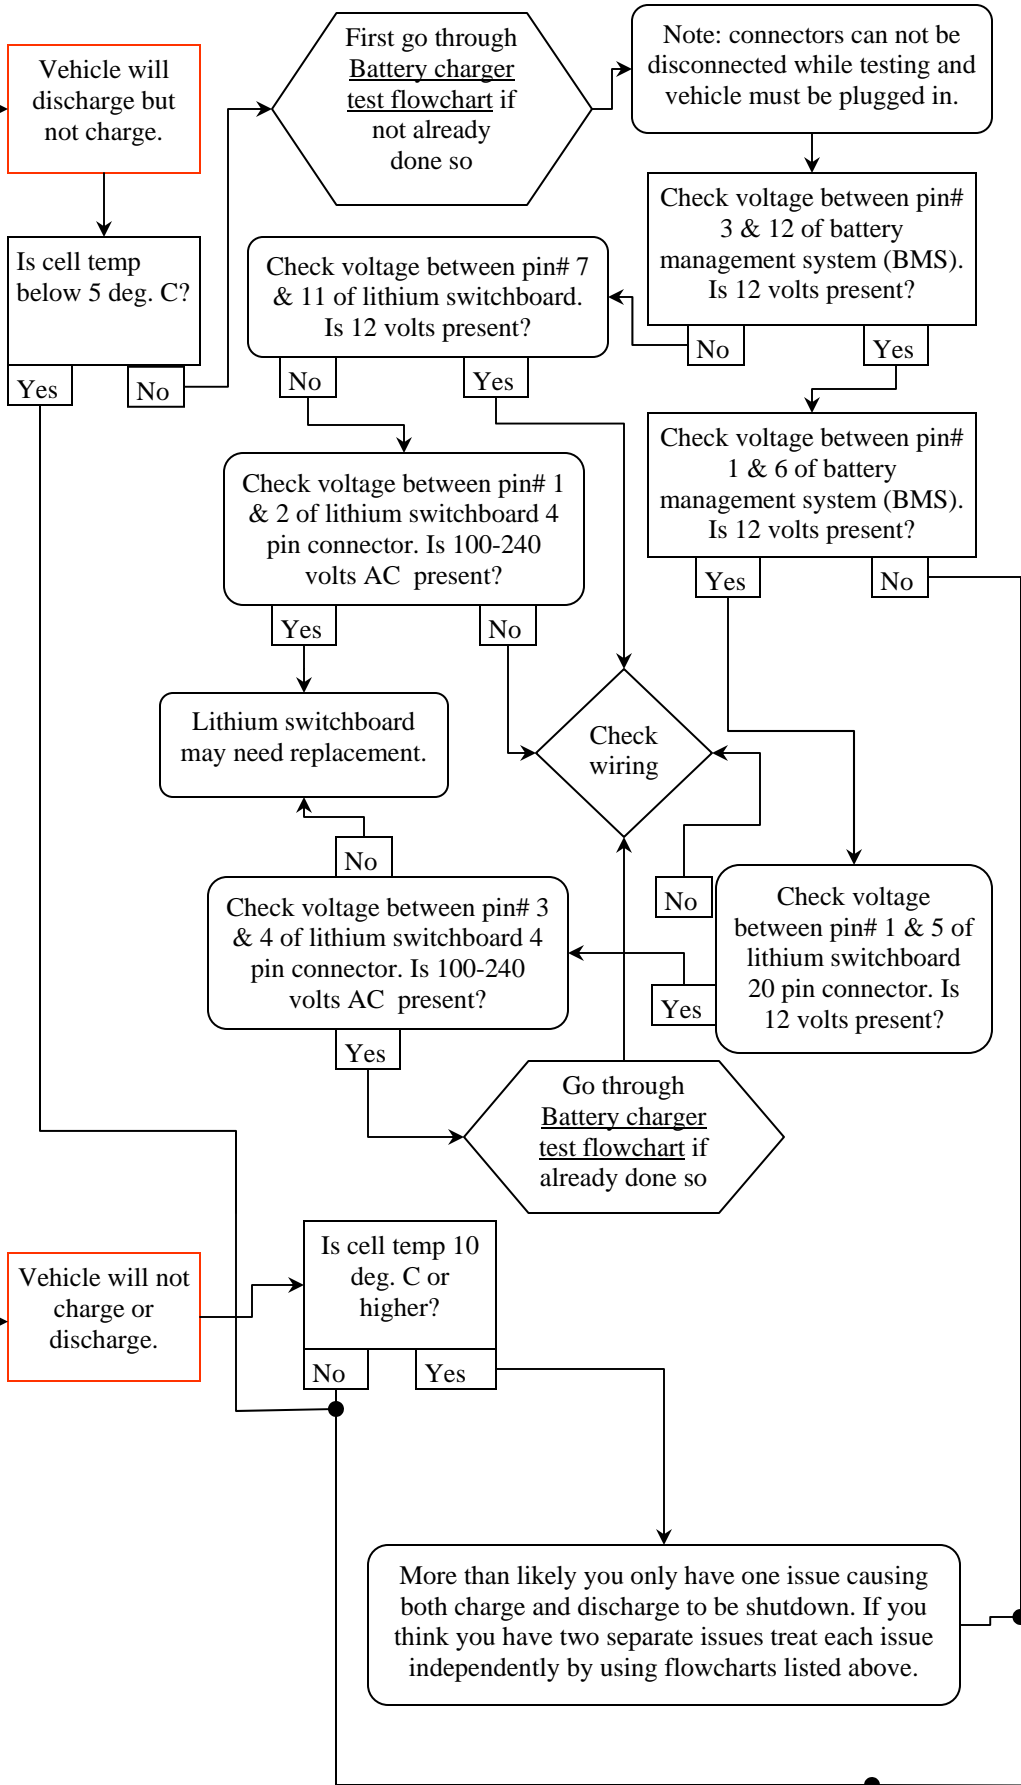 Vehicle will
discharge but
not charge.
First go through
Battery charger
test flowchart if
not already
done so
Note: connectors can not be
disconnected while testing and
vehicle must be plugged in.
Is cell temp
below 5 deg. C?
Yes
No
Check voltage between pin# 7
& 11 of lithium switchboard.
Is 12 volts present?
No
Yes
Check voltage between pin#
3 & 12 of battery
management system (BMS).
Is 12 volts present?
No
Yes
Check voltage between pin# 1
& 2 of lithium switchboard 4
pin connector. Is 100-240
volts AC present?
Yes
No
Check voltage between pin#
1 & 6 of battery
management system (BMS).
Is 12 volts present?
Yes
No
Lithium switchboard
may need replacement.
Check
wiring
No
Check voltage between pin# 3
& 4 of lithium switchboard 4
pin connector. Is 100-240
volts AC present?
Yes
No
Yes
Check voltage
between pin# 1 & 5 of
lithium switchboard
20 pin connector. Is
12 volts present?
Go through
Battery charger
test flowchart if
already done so
Vehicle will not
charge or
discharge.
Is cell temp 10
deg. C or
higher?
No
Yes
More than likely you only have one issue causing
both charge and discharge to be shutdown. If you
think you have two separate issues treat each issue
independently by using flowcharts listed above.